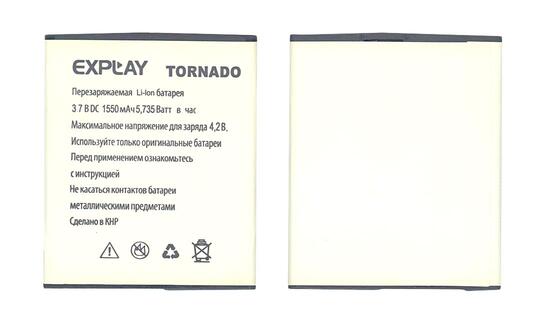 EXPLAY TORNADO
Перезаряжаемая Li-Ion батарея
3 7 В DC 1550 mAч 5,735 Ватт в час
Максимальное напряжение для заряда 4,2 В.
Используйте только оригинальные батареи
Перед применением ознакомьтесь
с инструкцией
Не касаться контактов батареи
металлическими предметами
Сделано в КНР